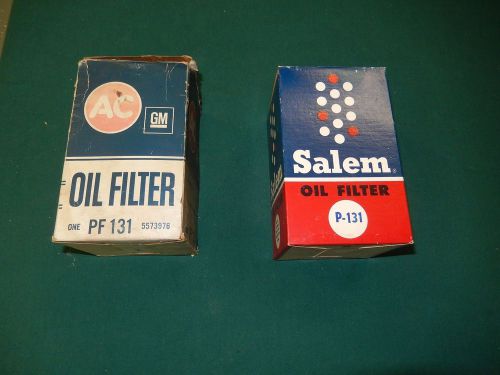 AC
GM
OIL FILTER
ONE PF 131 5573976
Salem
OIL FILTER
P-131